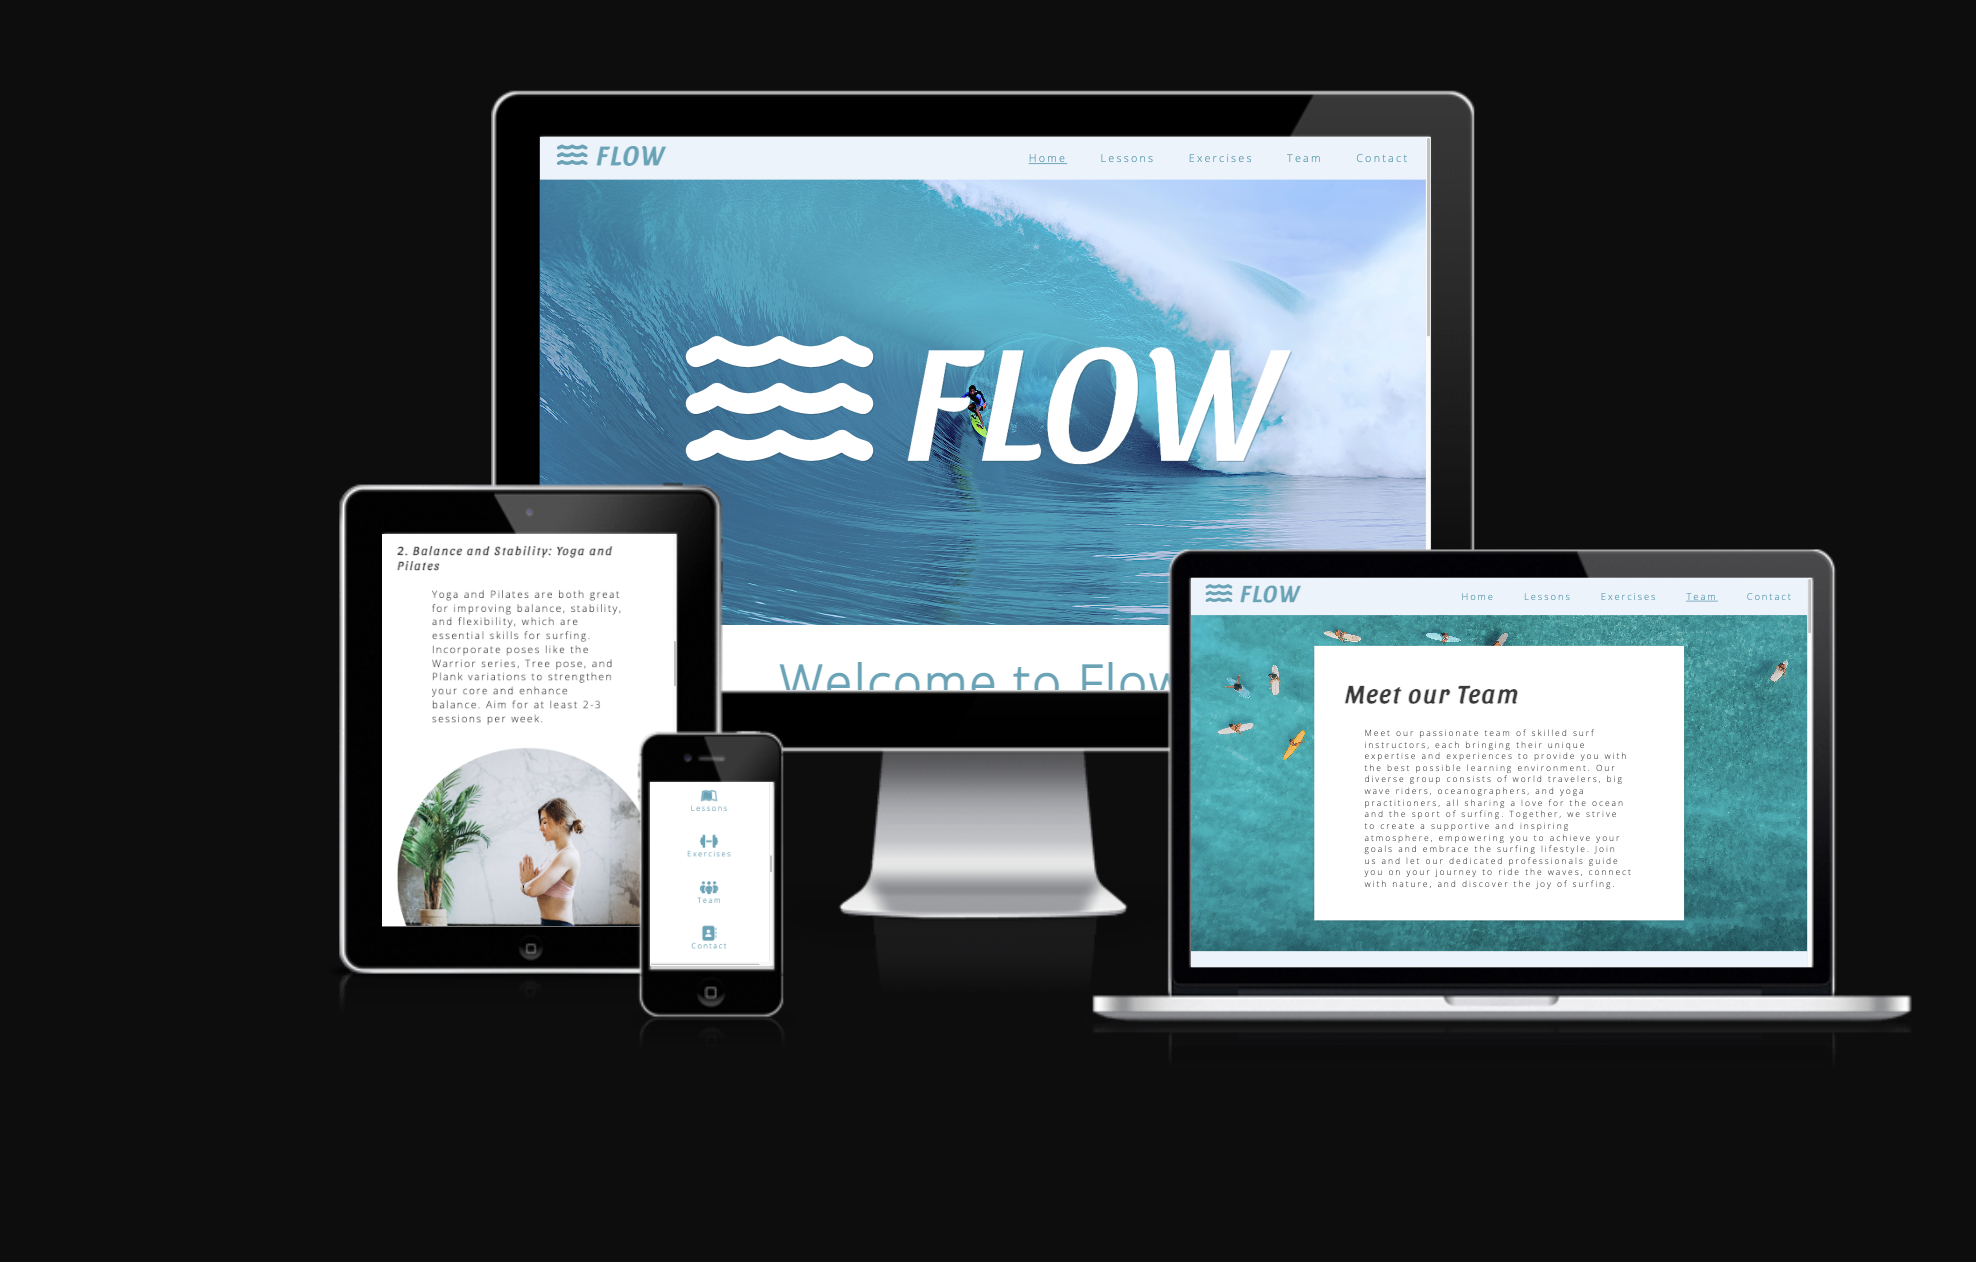 FLOW
Home Lessons Exercises Team Contact
FLOW
Welcome to Flow
2. Balance and Stability: Yoga and
Pilates
Yoga and Pilates are both great
for improving balance, stability,
and flexibility, which are
essential skills for surfing.
Incorporate poses like the
Warrior series, Tree pose, and
Plank variations to strengthen
your core and enhance
balance. Aim for at least 2-3
sessions per week.
Lessons
Exercises
Team
Contact
FLOW
Home Lessons Exercises Team Contact
Meet our Team
Meet our passionate team of skilled surf
instructors, each bringing their unique
expertise and experiences to provide you with
the best possible learning environment. Our
diverse group consists of world travelers, big
wave riders, oceanographers, and yoga
practitioners, all sharing a love for the ocean
and the sport of surfing. Together, we strive
to create a supportive and inspiring
atmosphere, empowering you to achieve your
goals and embrace the surfing lifestyle. Join
us and let our dedicated professionals guide
you on your journey to ride the waves, connect
with nature, and discover the joy of surfing.